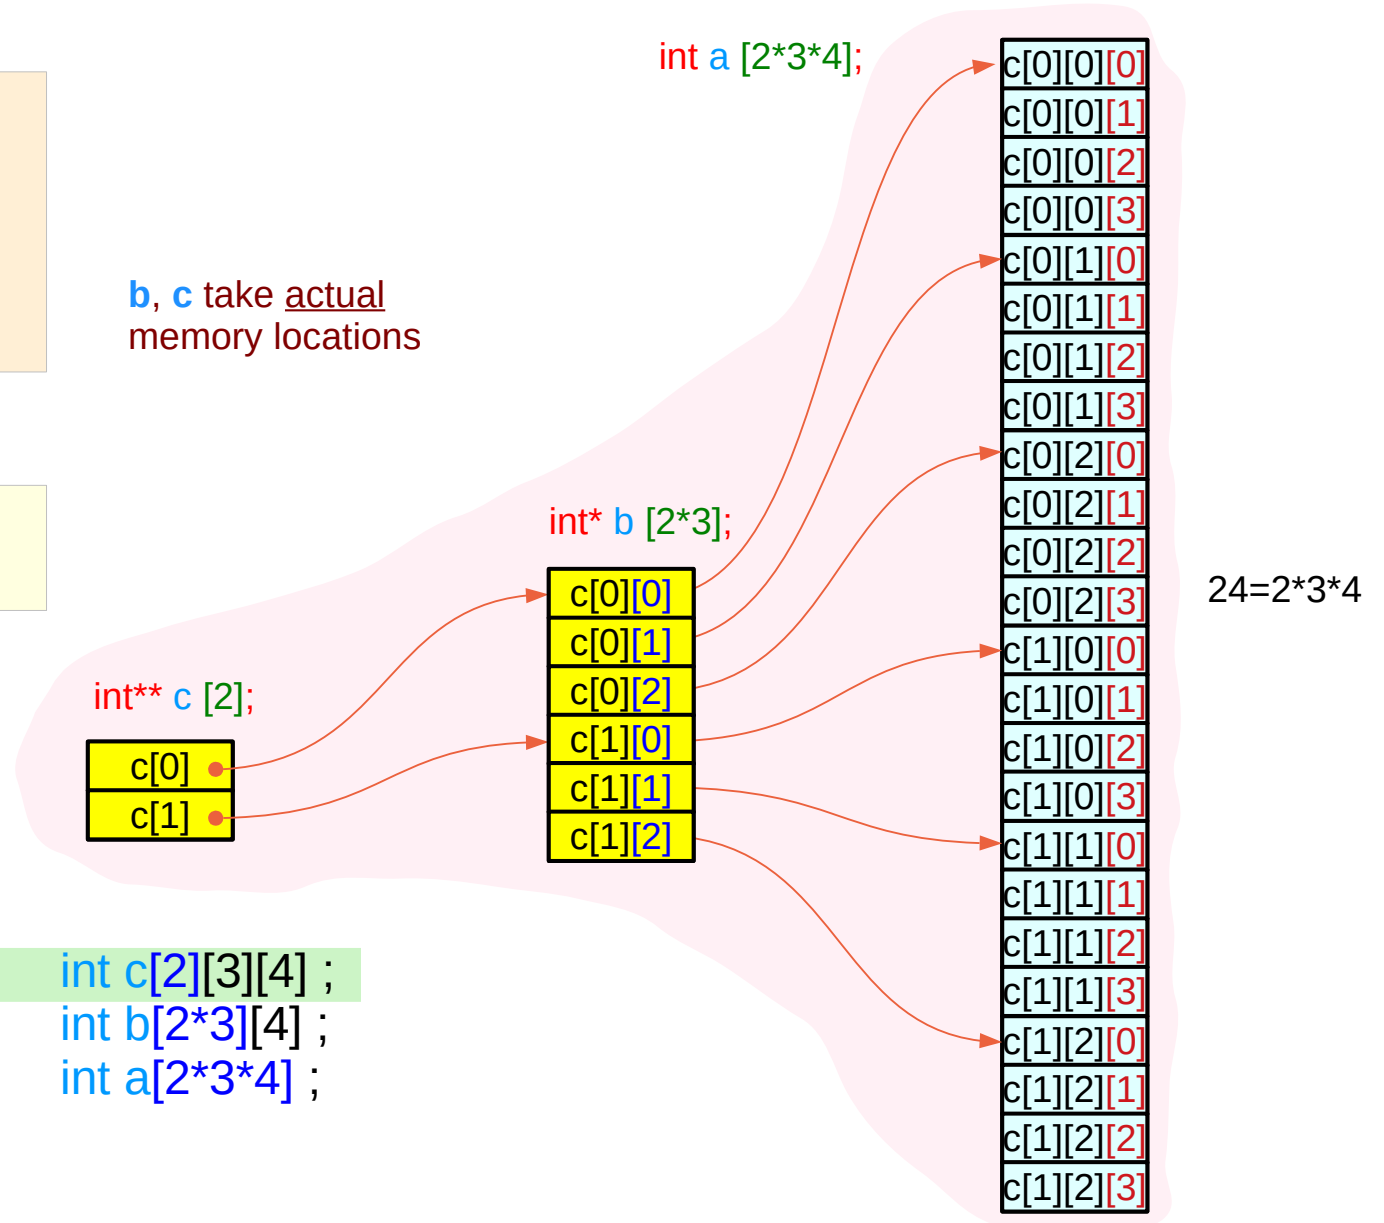 int a [2*3*4];
b, c take actual
memory locations
int* b [2*3];
int** c [2];
c[0]
c[1]
c[0][0]
c[0][1]
c[0][2]
c[1][0]
c[1][1]
c[1][2]
c[0][0][0]
c[0][0][1]
c[0][0][2]
c[0][0][3]
c[0][1][0]
c[0][1][1]
c[0][1][2]
c[0][1][3]
c[0][2][0]
c[0][2][1]
c[0][2][2]
c[0][2][3]
c[1][0][0]
c[1][0][1]
c[1][0][2]
c[1][0][3]
c[1][1][0]
c[1][1][1]
c[1][1][2]
c[1][1][3]
c[1][2][0]
c[1][2][1]
c[1][2][2]
c[1][2][3]
24=2*3*4
int c[2][3][4] ;
int b[2*3][4] ;
int a[2*3*4] ;